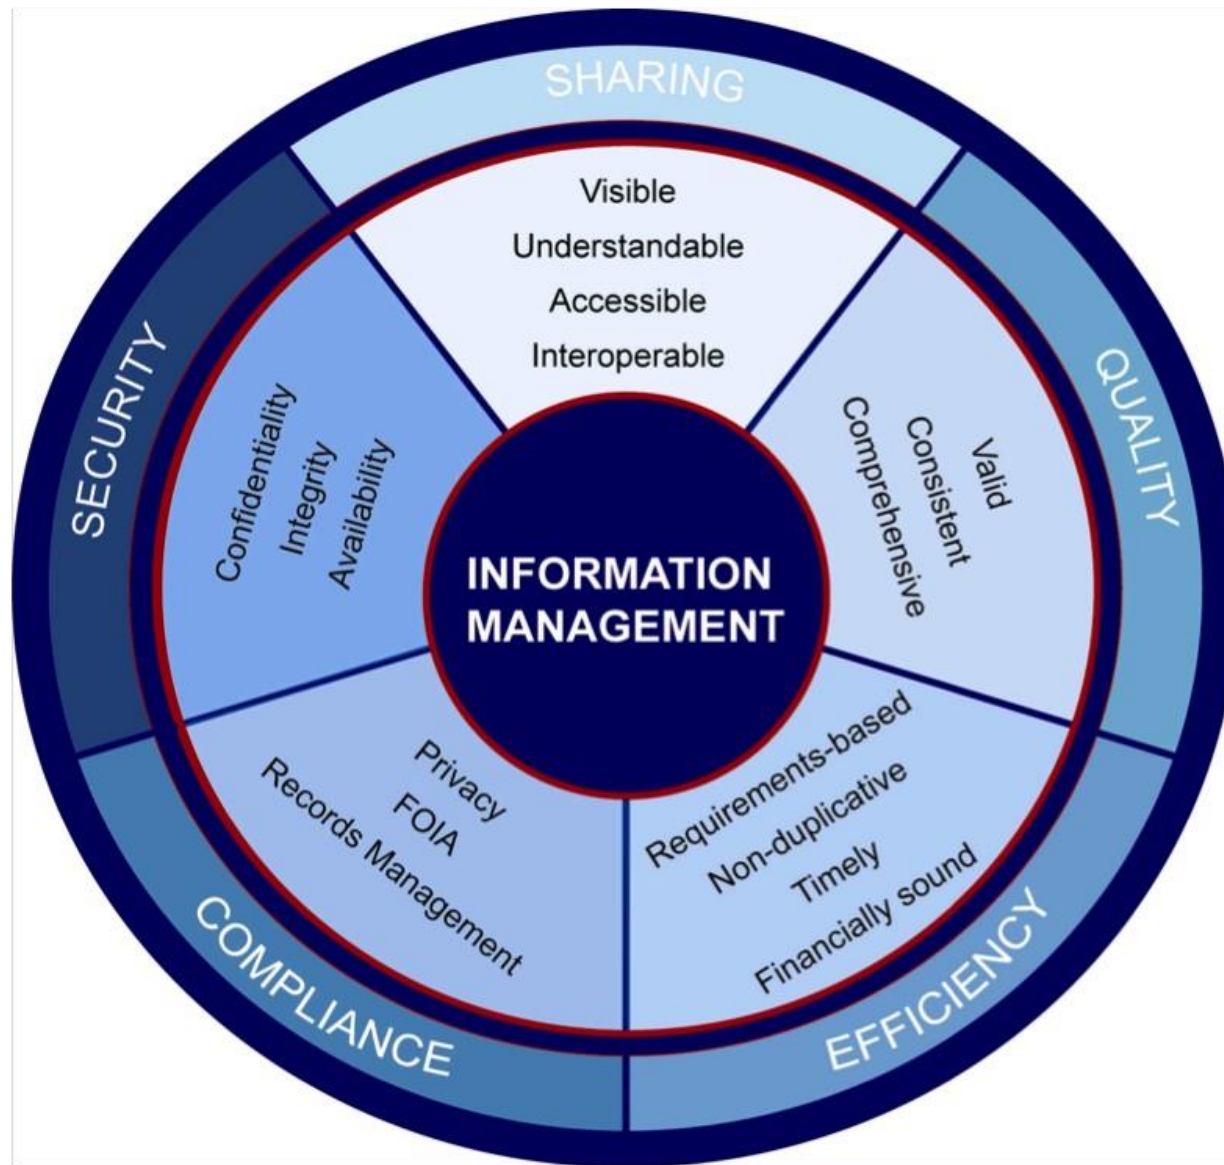 SHARING
Visible
Understandable
Accessible
Interoperable
QUALITY
Valid
Consistent
Comprehensive
EFFICIENCY
Requirements-based
Non-duplicative
Timely
Financially sound
COMPLIANCE
Privacy
FOIA
Records Management
SECURITY
Confidentiality
Integrity
Availability
INFORMATION
MANAGEMENT